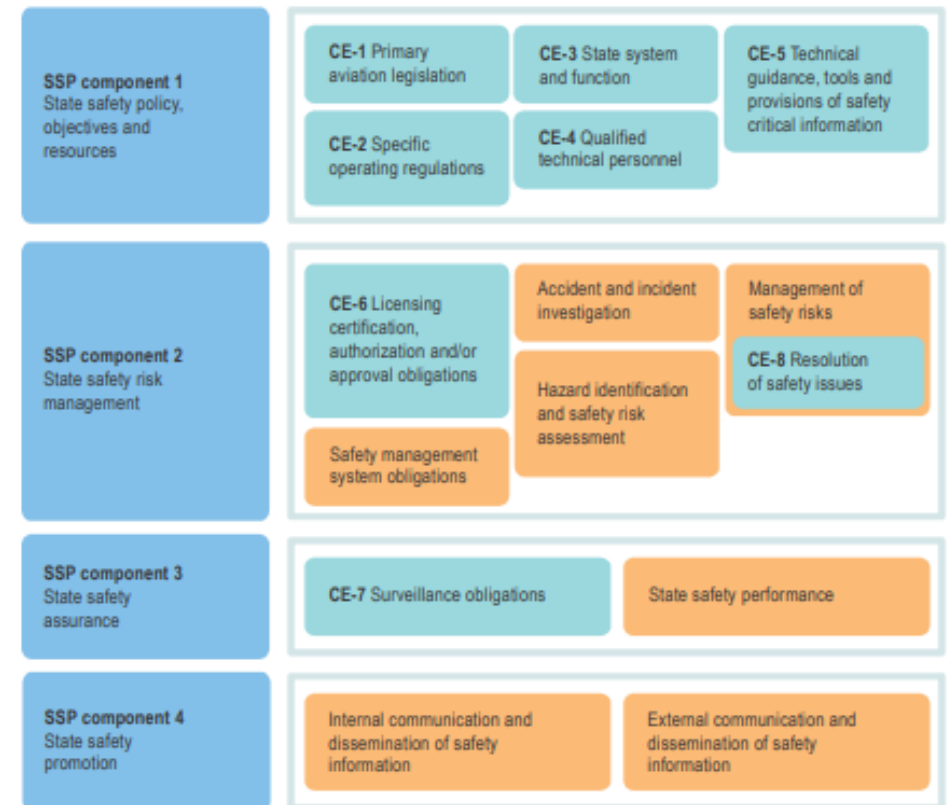 SSP component 1
State safety policy,
objectives and
resources
CE-1 Primary
aviation legislation
CE-2 Specific
operating regulations
CE-3 State system
and function
CE-4 Qualified
technical personnel
CE-5 Technical
guidance, tools and
provisions of safety
critical information
SSP component 2
State safety risk
management
CE-6 Licensing
certification,
authorization and/or
approval obligations
Safety management
system obligations
Accident and incident
investigation
Hazard identification
and safety risk
assessment
Management of
safety risks
CE-8 Resolution
of safety issues
SSP component 3
State safety
assurance
CE-7 Surveillance obligations
State safety performance
SSP component 4
State safety
promotion
Internal communication and
dissemination of safety
information
External communication and
dissemination of safety
information